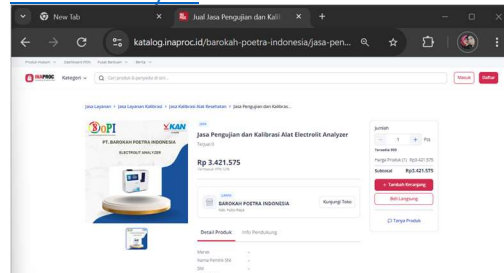 New Tab
Jual Jasa Pengujian dan Kali
katalog.inaproc.id/barokah-poetra-indonesia/jasa-pen...
INAPROC
Kategori
Masuk
Daftar
Jasa Layanan > Jasa Layanan Kalibrasi > Jasa Kalibrasi Alat Kesehatan > Jasa Pengujian dan Kalibras...
BOPI
KAN
PT. BAROKAH POETRA INDONESIA
ELECTROLIT ANALYZER
Jasa Pengujian dan Kalibrasi Alat Electrolit Analyzer
Terjual 0
Rp 3.421.575
BAROKAH POETRA INDONESIA
Kunjungi Toko
Detail Produk
Info Pendukung
Merek -
SNI -
Jumlah
- 1 +
Harga Produk (1) Rp3.421.575
Subtotal Rp3.421.575
+ Tambah Keranjang
Beli Langsung
Tanya Produk